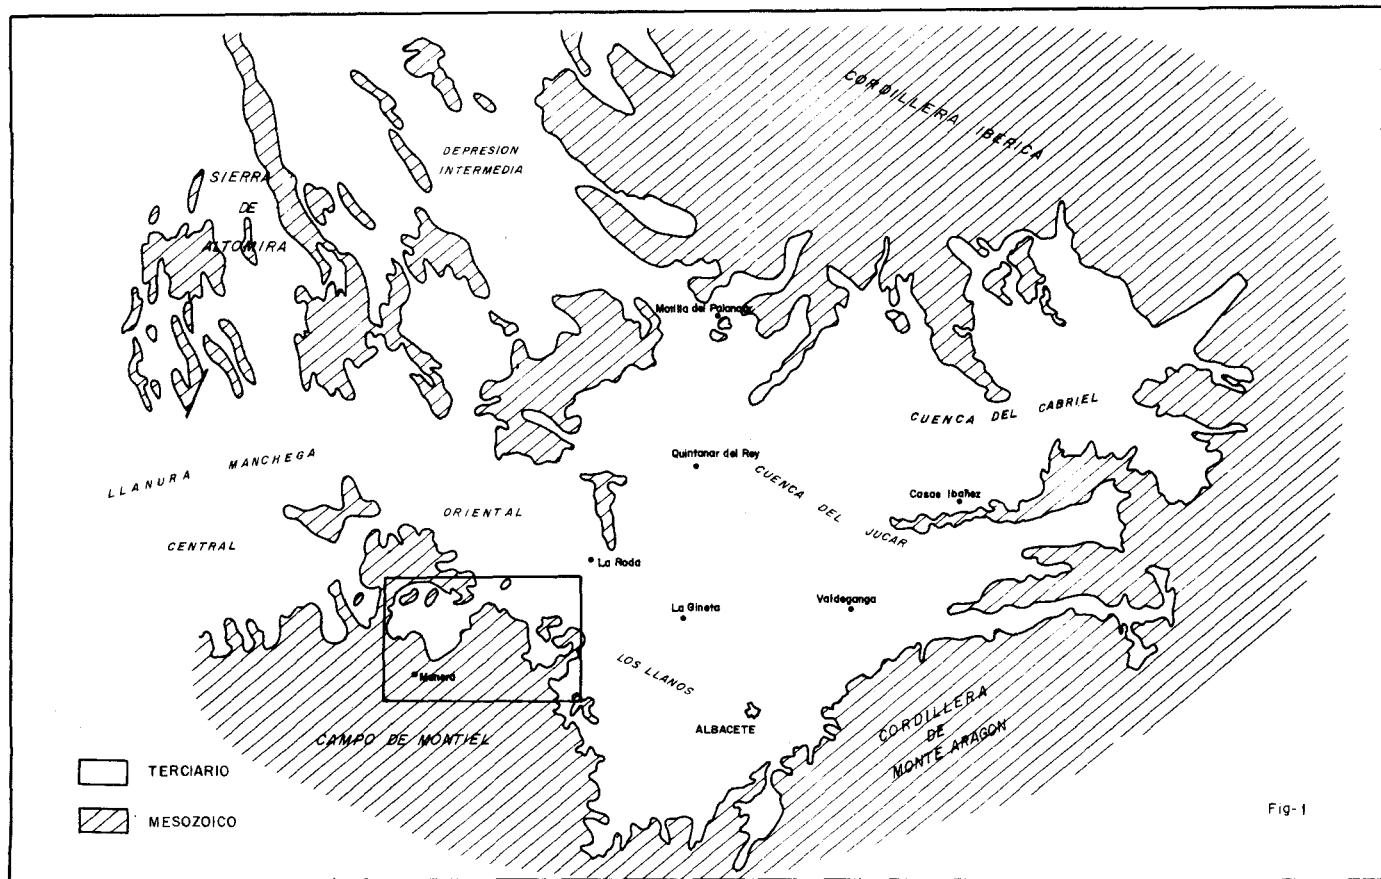 CORDILLERA IBERICA
DEPRESION
INTERMEDIA
SIERRA
DE
ALTOMIRA
Motilla del Palancar
CUENCA DEL CABRIEL
LLANURA MANCHEGA
Quintanar del Rey
CUENCA DEL JUCAR
Casas Ibañez
ORIENTAL
CENTRAL
La Roda
La Gineta
Valdeganga
LOS LLANOS
Munera
ALBACETE
CORDILLERA
DE
MONTE ARAGON
CAMPO DE MONTIEL
TERCIARIO
MESOZOICO
Fig-1